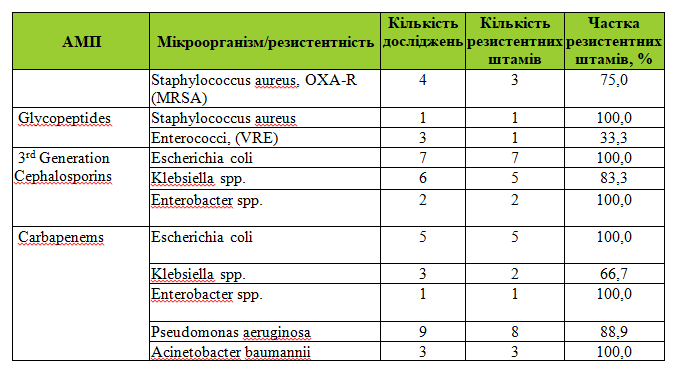 АМП Мікроорганізм/резистентність Кількість досліджень Кількість резистентних штамів Частка резистентних штамів, %
Staphylococcus aureus, OXA-R (MRSA) 4 3 75,0
Glycopeptides Staphylococcus aureus 1 1 100,0
Enterococci, (VRE) 3 1 33,3
3rd Generation Cephalosporins Escherichia coli 7 7 100,0
Klebsiella spp. 6 5 83,3
Enterobacter spp. 2 2 100,0
Carbapenems Escherichia coli 5 5 100,0
Klebsiella spp. 3 2 66,7
Enterobacter spp. 1 1 100,0
Pseudomonas aeruginosa 9 8 88,9
Acinetobacter baumannii 3 3 100,0